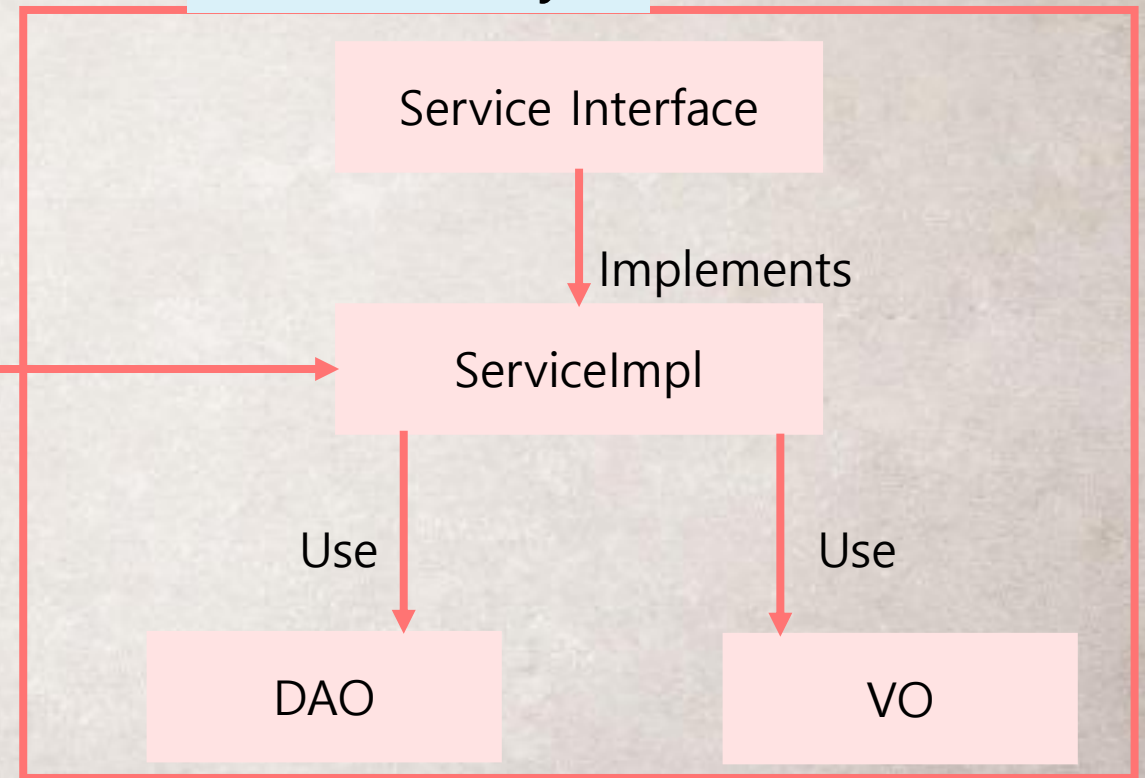 Service Interface
Implements
ServiceImpl
Use
Use
DAO
VO